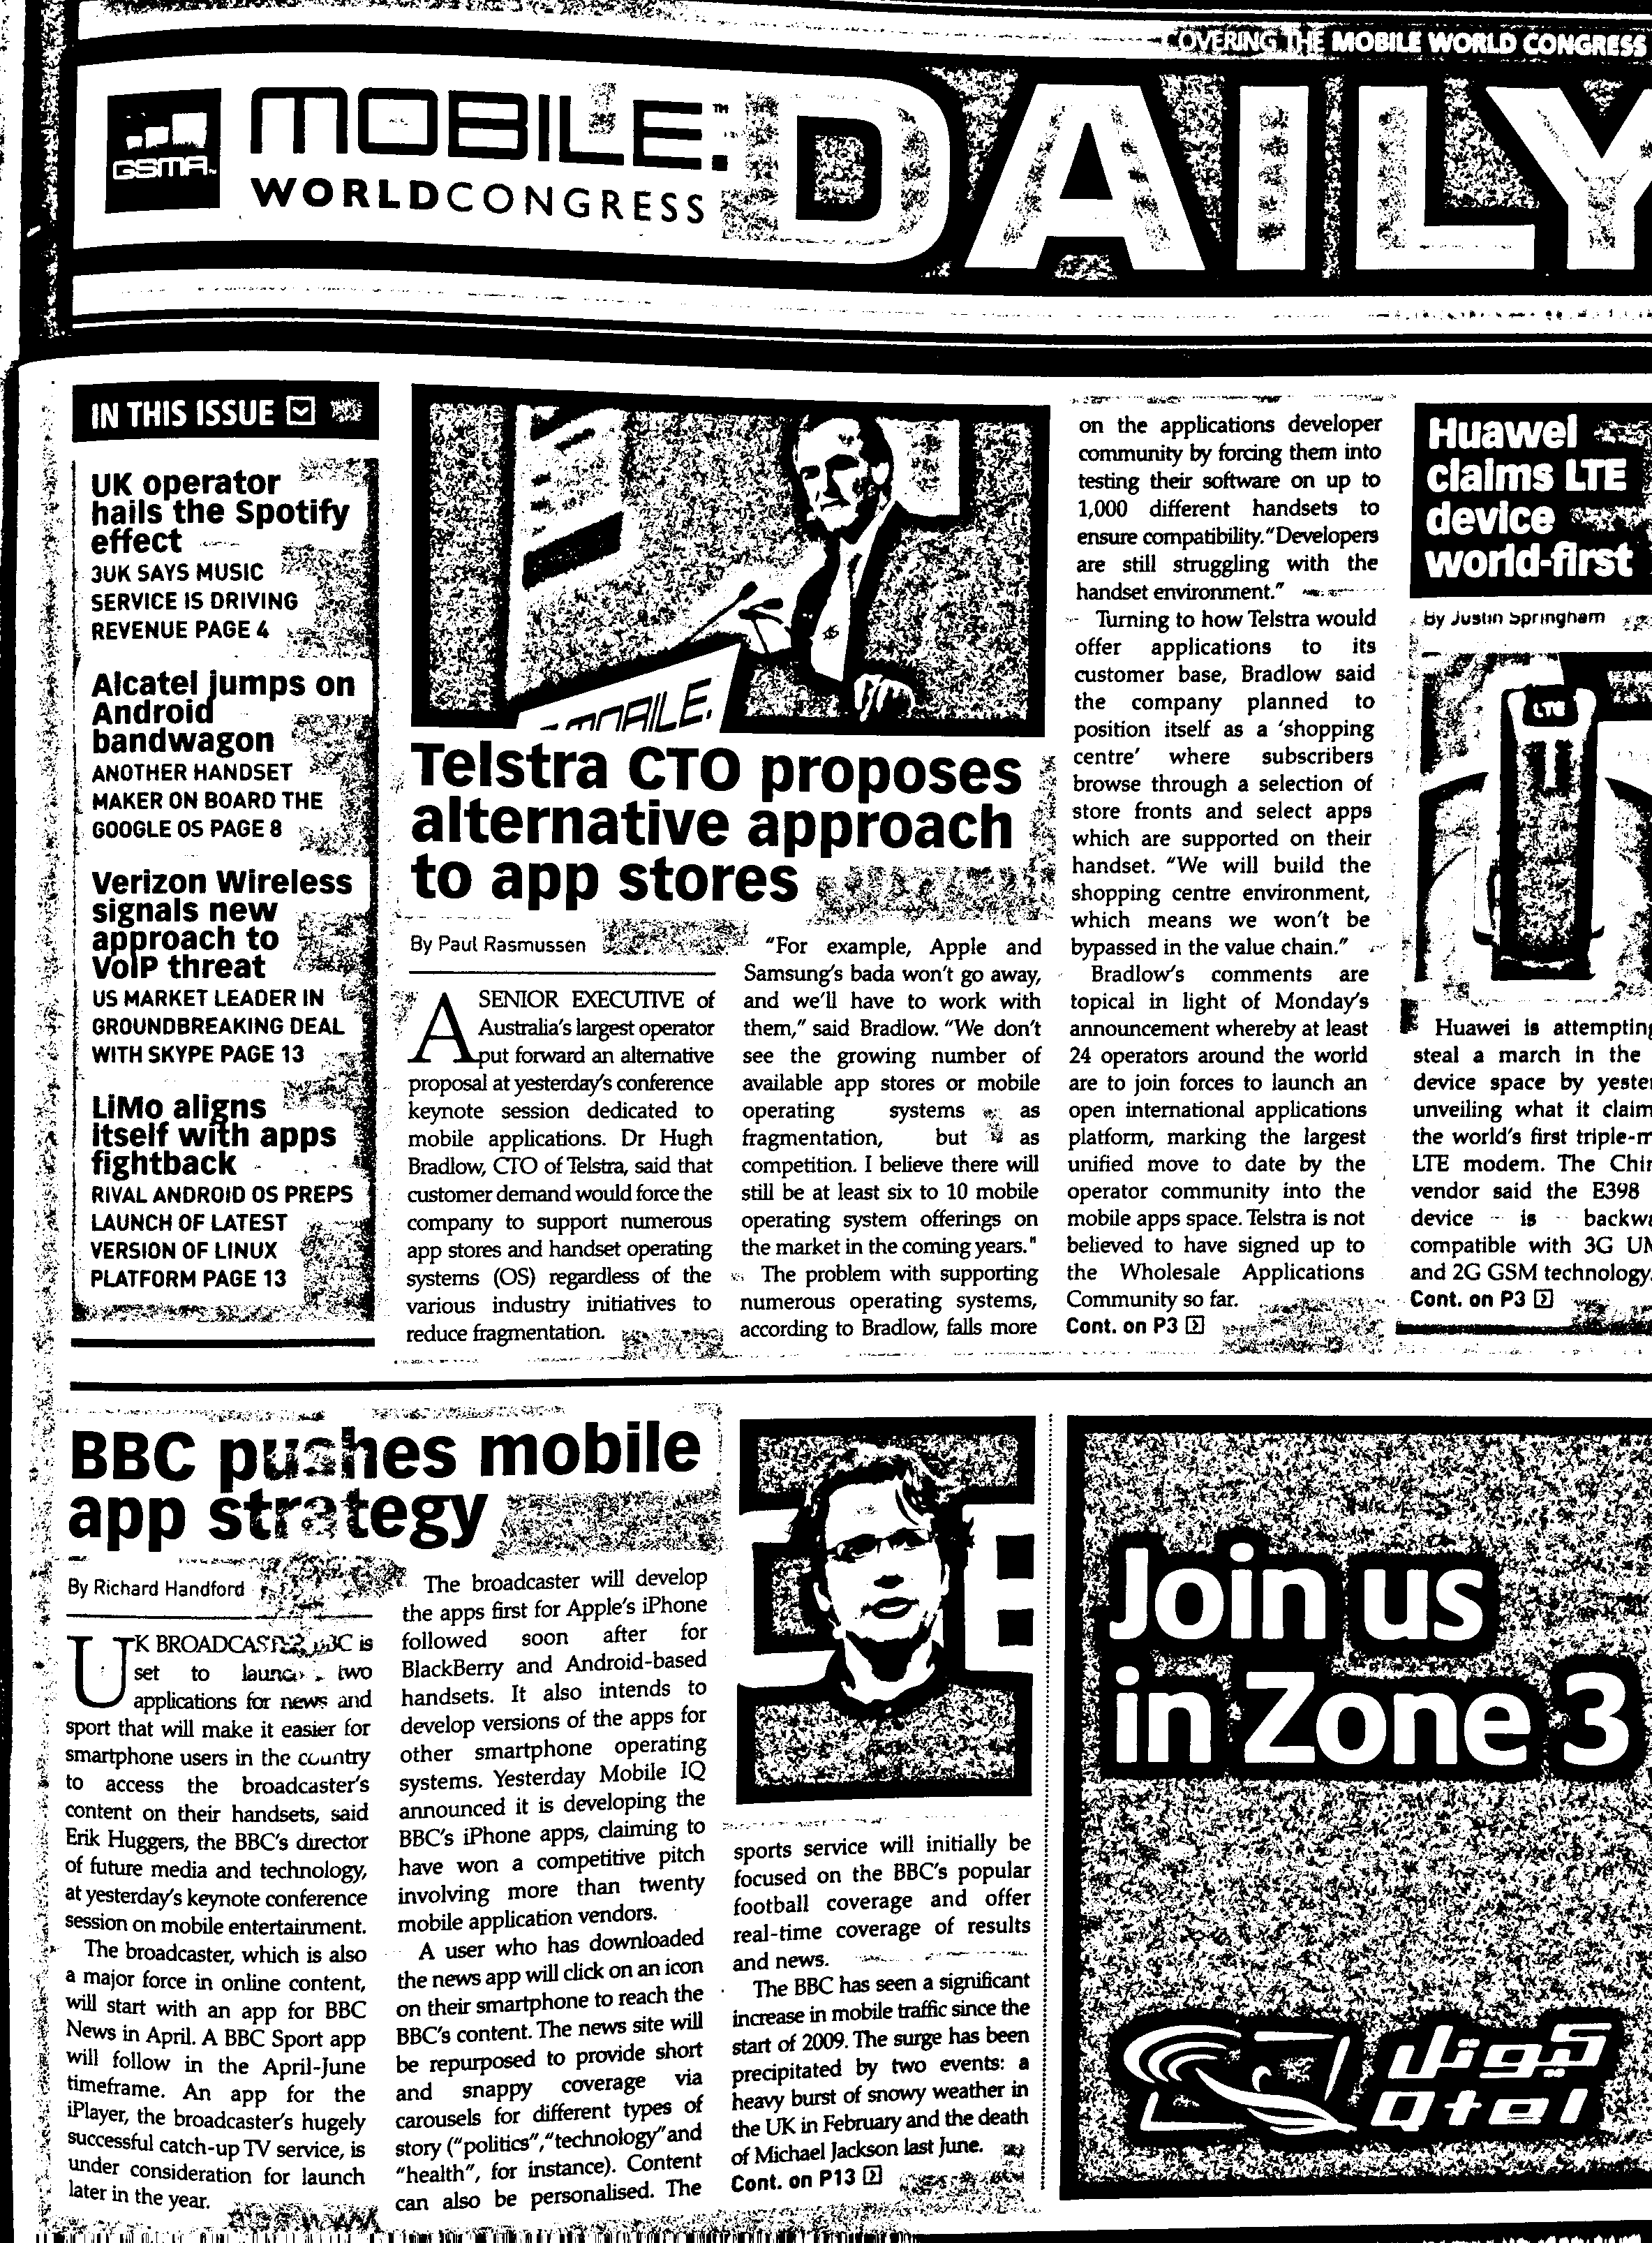 COVERING THE MOBILE WORLD CONGRESS
GSMA
MOBILE
WORLDCONGRESS
DAILY
IN THIS ISSUE
UK operator
hails the Spotify
effect
3UK SAYS MUSIC
SERVICE IS DRIVING
REVENUE PAGE 4
Alcatel jumps on
Android
bandwagon
ANOTHER HANDSET
MAKER ON BOARD THE
GOOGLE OS PAGE 8
Verizon Wireless
signals new
approach to
VoIP threat
US MARKET LEADER IN
GROUNDBREAKING DEAL
WITH SKYPE PAGE 13
LiMo aligns
itself with apps
fightback
RIVAL ANDROID OS PREPS
LAUNCH OF LATEST
VERSION OF LINUX
PLATFORM PAGE 13
MOBILE.
Telstra CTO proposes
alternative approach
to app stores
By Paul Rasmussen
A SENIOR EXECUTIVE of
Australia's largest operator
put forward an alternative
proposal at yesterday's conference
keynote session dedicated to
mobile applications. Dr Hugh
Bradlow, CTO of Telstra, said that
customer demand would force the
company to support numerous
app stores and handset operating
systems (OS) regardless of the
various industry initiatives to
reduce fragmentation.
"For example, Apple and
Samsung's bada won't go away,
and we'll have to work with
them," said Bradlow. "We don't
see the growing number of
available app stores or mobile
operating systems as
fragmentation, but as
competition. I believe there will
still be at least six to 10 mobile
operating system offerings on
the market in the coming years."
The problem with supporting
numerous operating systems,
according to Bradlow, falls more
on the applications developer
community by forcing them into
testing their software on up to
1,000 different handsets to
ensure compatibility. "Developers
are still struggling with the
handset environment."
Turning to how Telstra would
offer applications to its
customer base, Bradlow said
the company planned to
position itself as a 'shopping
centre' where subscribers
browse through a selection of
store fronts and select apps
which are supported on their
handset. "We will build the
shopping centre environment,
which means we won't be
bypassed in the value chain."
Bradlow's comments are
topical in light of Monday's
announcement whereby at least
24 operators around the world
are to join forces to launch an
open international applications
platform, marking the largest
unified move to date by the
operator community into the
mobile apps space. Telstra is not
believed to have signed up to
the Wholesale Applications
Community so far.
Cont. on P3
Huawei
claims LTE
device
world-first
By Justin Springham
LTE
Huawei is attempting
steal a march in the
device space by
unveiling what it
the world's first
LTE modem. The
vendor said the E398
device is
compatible with 3G
and 2G GSM technology.
Cont. on P3
BBC pushes mobile
app strategy
By Richard Handford
UK BROADCASTER BBC is
set to launch two
applications for news and
sport that will make it easier for
smartphone users in the country
to access the broadcaster's
content on their handsets, said
Erik Huggers, the BBC's director
of future media and technology,
at yesterday's keynote conference
session on mobile entertainment.
The broadcaster, which is also
a major force in online content,
will start with an app for BBC
News in April. A BBC Sport app
will follow in the April-June
timeframe. An app for the
iPlayer, the broadcaster's hugely
successful catch-up TV service, is
under consideration for launch
later in the year.
The broadcaster will develop
the apps first for Apple's iPhone
followed soon after for
BlackBerry and Android-based
handsets. It also intends to
develop versions of the apps for
other smartphone operating
systems. Yesterday Mobile IQ
announced it is developing the
BBC's iPhone apps, claiming to
have won a competitive pitch
involving more than twenty
mobile application vendors.
A user who has downloaded
the news app will click on an icon
on their smartphone to reach the
BBC's content. The news site will
be repurposed to provide short
and snappy coverage via
carousels for different types of
story ("politics", "technology" and
"health", for instance). Content
can also be personalised. The
sports service will initially be
focused on the BBC's popular
football coverage and offer
real-time coverage of results
and news.
The BBC has seen a significant
increase in mobile traffic since the
start of 2009. The surge has been
precipitated by two events: a
heavy burst of snowy weather in
the UK in February and the death
of Michael Jackson last June.
Cont. on P13
Join us
in Zone 3
كيوتل
Qtel